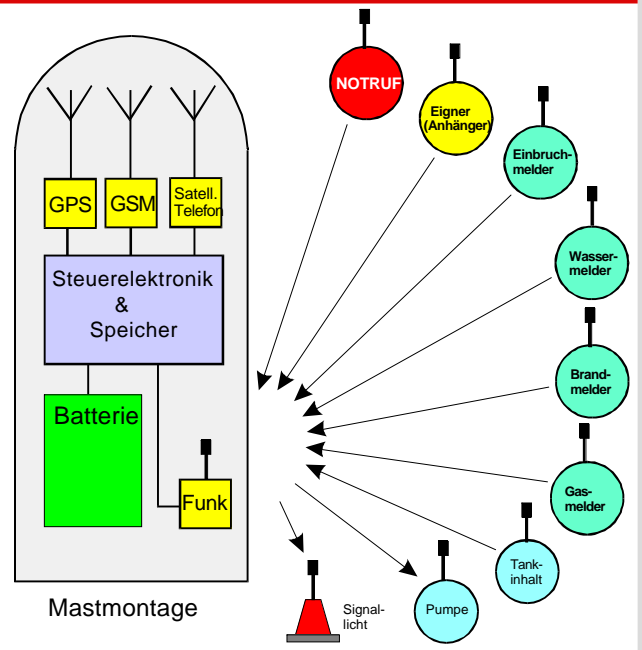 GPS
GSM
Satell.
Telefon
Steuerelektronik
&
Speicher
Batterie
Funk
Mastmontage
NOTRUF
Eigner
(Anhänger)
Einbruch-
melder
Wasser-
melder
Brand-
melder
Gas-
melder
Tank-
inhalt
Pumpe
Signal-
licht